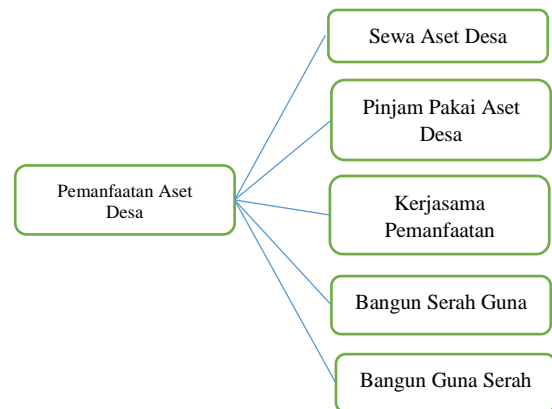 Sewa Aset Desa
Pinjam Pakai Aset
Desa
Pemanfaatan Aset
Desa
Kerjasama
Pemanfaatan
Bangun Serah Guna
Bangun Guna Serah